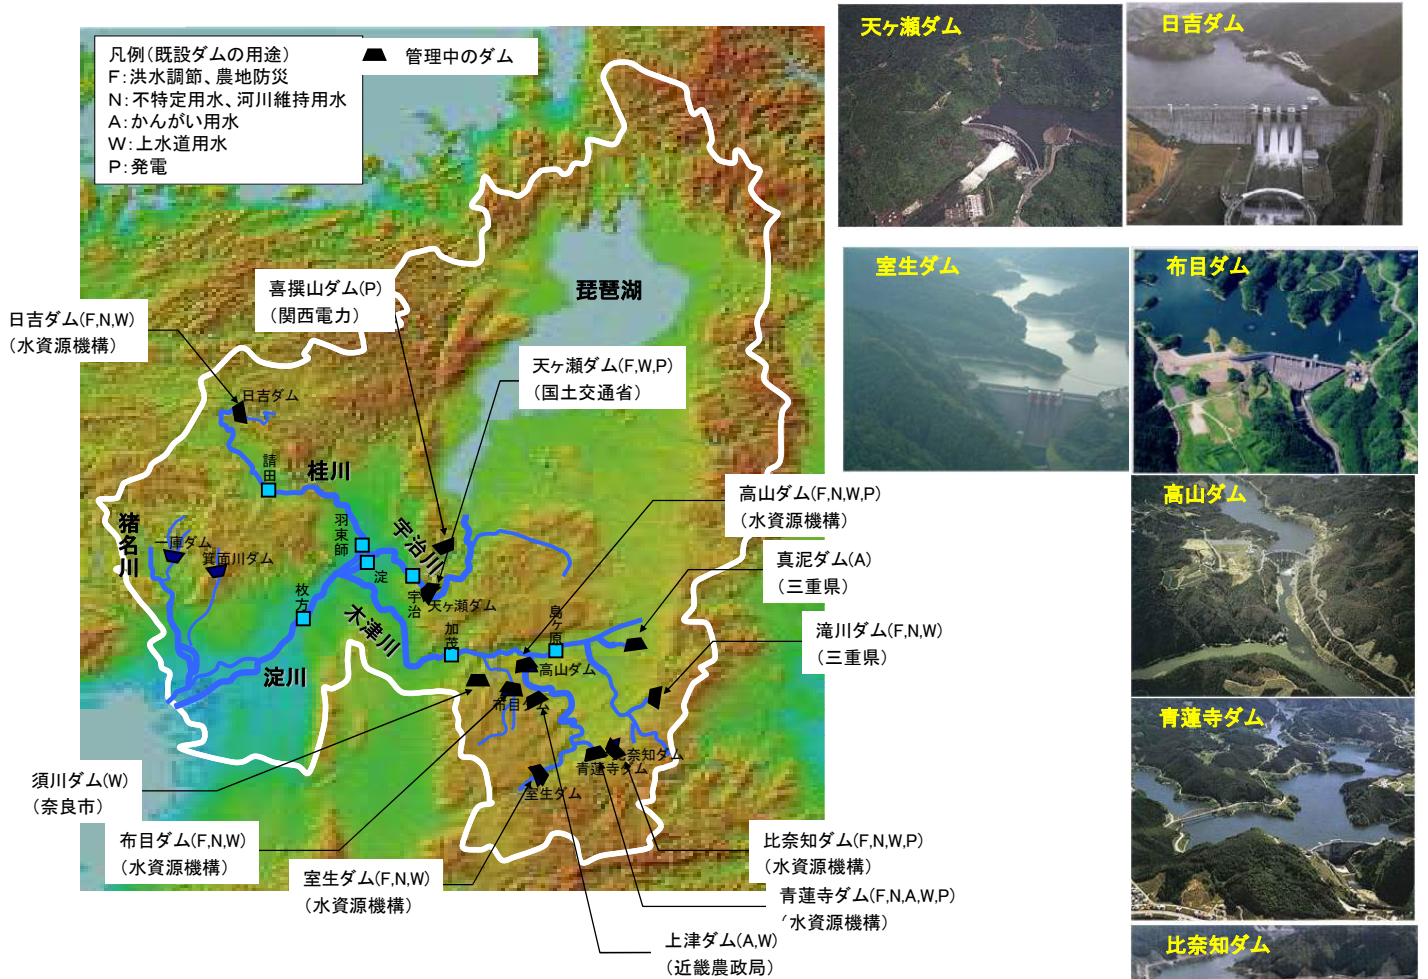 凡例(既設ダムの用途)
F:洪水調節、農地防災
N:不特定用水、河川維持用水
A:かんがい用水
W:上水道用水
P:発電
管理中のダム
天ヶ瀬ダム
日吉ダム
室生ダム
布目ダム
高山ダム
青蓮寺ダム
比奈知ダム
琵琶湖
喜撰山ダム(P)
(関西電力)
日吉ダム(F,N,W)
(水資源機構)
天ヶ瀬ダム(F,W,P)
(国土交通省)
日吉ダム
請田
桂川
高山ダム(F,N,W,P)
(水資源機構)
猪名川
一庫ダム
箕面川ダム
羽束師
淀
宇治川
宇治
天ヶ瀬ダム
真泥ダム(A)
(三重県)
枚方
木津川
加茂
島ヶ原
滝川ダム(F,N,W)
(三重県)
淀川
高山ダム
布目ダム
比奈知ダム
青蓮寺ダム
室生ダム
須川ダム(W)
(奈良市)
布目ダム(F,N,W)
(水資源機構)
室生ダム(F,N,W)
(水資源機構)
比奈知ダム(F,N,W,P)
(水資源機構)
青蓮寺ダム(F,N,A,W,P)
(水資源機構)
上津ダム(A,W)
(近畿農政局)